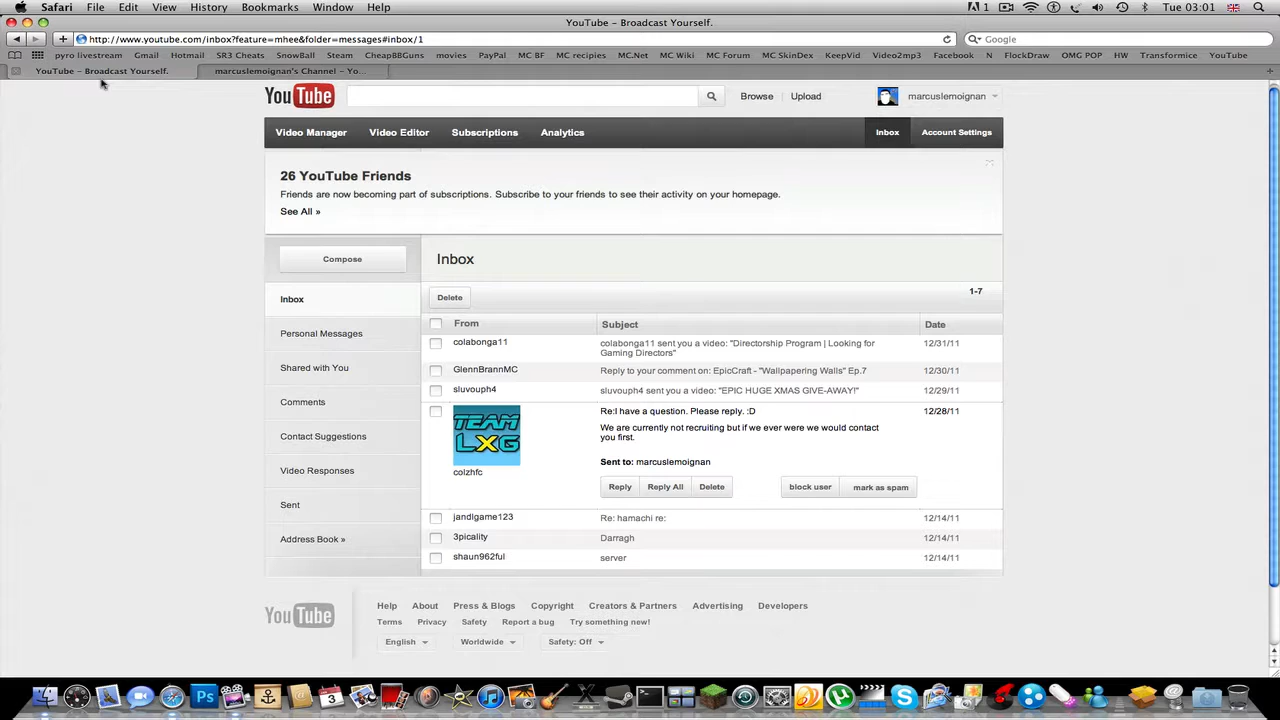 Safari File Edit View History Bookmarks Window Help 1 Tue 03:01
YouTube – Broadcast Yourself.
http://www.youtube.com/inbox?feature=mhee&folder=messages#inbox/1 Google
pyro livestream Gmail Hotmail SR3 Cheats SnowBall Steam CheapBBGuns movies PayPal MC BF MC recipies MC.Net MC Wiki MC Forum MC SkinDex KeepVid Video2mp3 Facebook N FlockDraw OMG POP HW Transformice YouTube
YouTube – Broadcast Yourself. marcuslemoignan's Channel – Yo...
YouTube Browse Upload marcuslemoignan
Video Manager Video Editor Subscriptions Analytics Inbox Account Settings
26 YouTube Friends
Friends are now becoming part of subscriptions. Subscribe to your friends to see their activity on your homepage.
See All »
Compose Inbox
Inbox
Personal Messages
Shared with You
Comments
Contact Suggestions
Video Responses
Sent
Address Book »
Delete 1-7
From Subject Date
colabonga11 colabonga11 sent you a video: "Directorship Program | Looking for 12/31/11
Gaming Directors"
GlennBrannMC Reply to your comment on: EpicCraft - "Wallpapering Walls" Ep.7 12/30/11
sluvouph4 sluvouph4 sent you a video: "EPIC HUGE XMAS GIVE-AWAY!" 12/29/11
Re:I have a question. Please reply. :D 12/28/11
TEAM
LXG
colzhfc
We are currently not recruiting but if we ever were we would contact
you first.
Sent to: marcuslemoignan
Reply Reply All Delete block user mark as spam
jandlgame123 Re: hamachi re: 12/14/11
3picality Darragh 12/14/11
shaun962ful server 12/14/11
YouTube Help About Press & Blogs Copyright Creators & Partners Advertising Developers
Terms Privacy Safety Report a bug Try something new!
English Worldwide Safety: Off
Ps 3